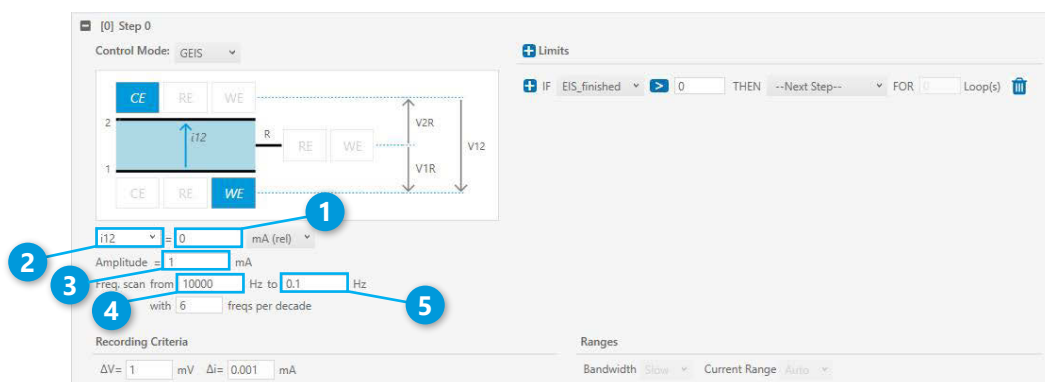 [0] Step 0
Control Mode: GEIS
Limits
IF EIS_finished > 0 THEN --Next Step-- FOR 0 Loop(s)
CE RE WE
2
i12
R
RE WE
V2R
V12
V1R
1
CE RE WE
1
2
i12 = 0 mA (rel)
3
Amplitude = 1 mA
Freq. scan from 10000 Hz to 0.1 Hz
4
5
with 6 freqs per decade
Recording Criteria
Ranges
ΔV= 1 mV Δi= 0.001 mA
Bandwidth Slow Current Range Auto